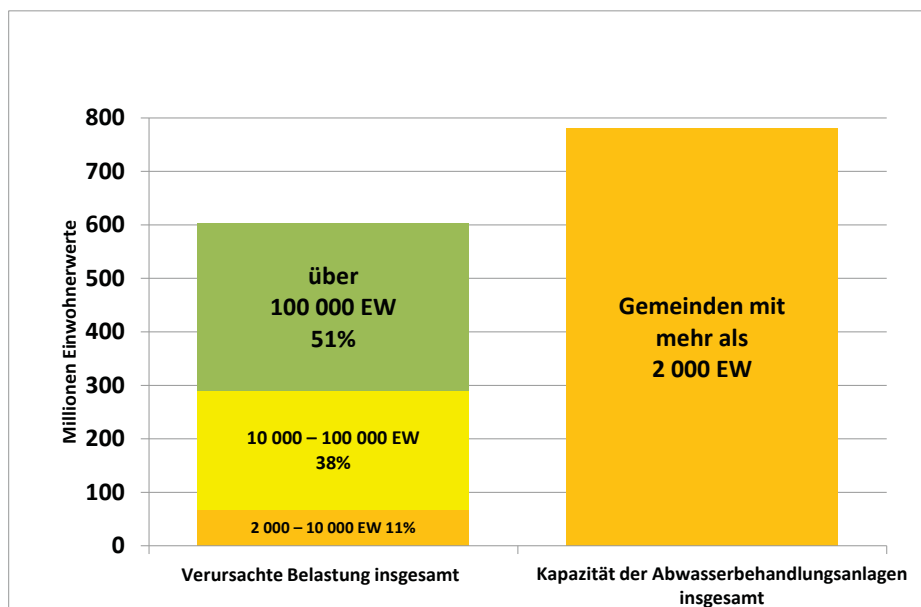 800
700
600
500
400
300
200
100
0
Millionen Einwohnerwerte
über
100 000 EW
51%
10 000 – 100 000 EW
38%
2 000 – 10 000 EW 11%
Gemeinden mit
mehr als
2 000 EW
Verursachte Belastung insgesamt
Kapazität der Abwasserbehandlungsanlagen
insgesamt